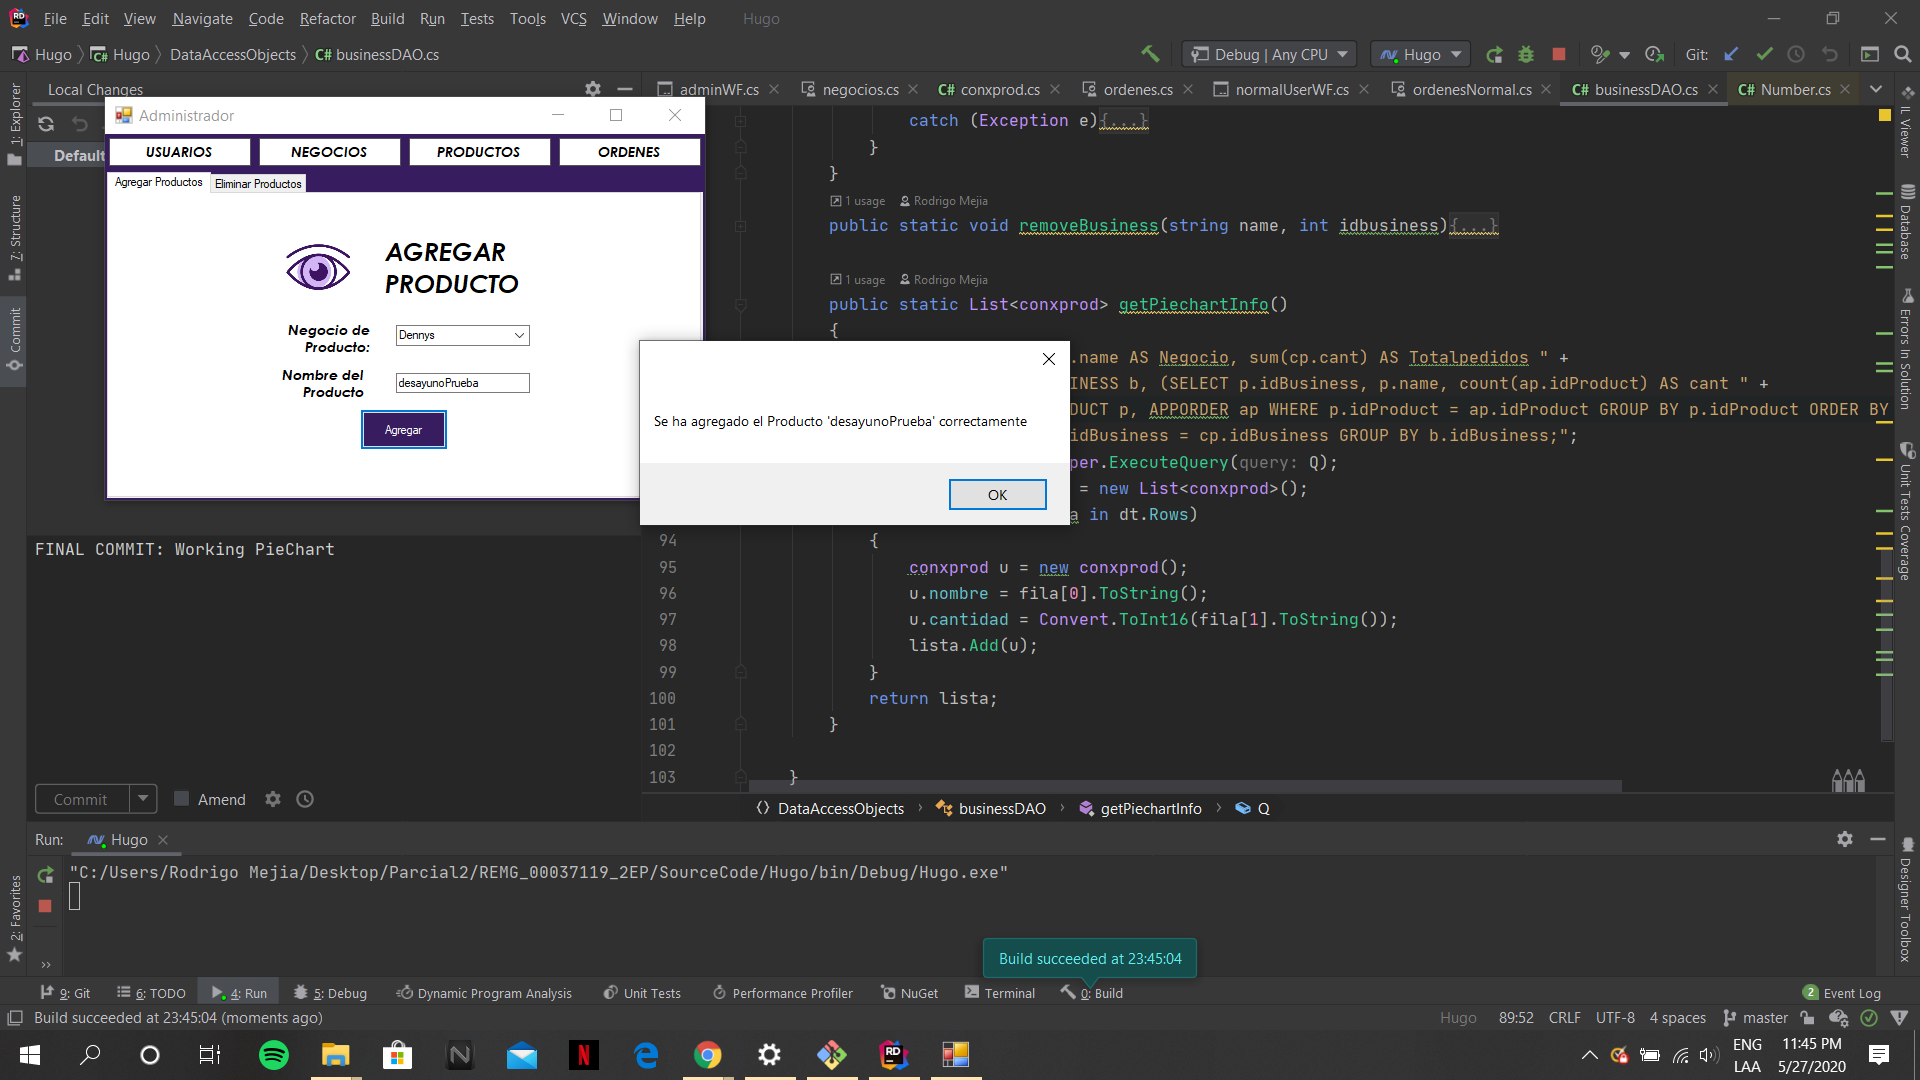 File Edit View Navigate Code Refactor Build Run Tests Tools VCS Window Help Hugo
Hugo Hugo DataAccessObjects C# businessDAO.cs
Debug | Any CPU Hugo Git:
Local Changes
adminWF.cs negocios.cs C# conxprod.cs ordenes.cs normalUserWF.cs ordenesNormal.cs C# businessDAO.cs C# Number.cs
1: Explorer
7: Structure
Commit
2: Favorites
Default
Administrador
USUARIOS NEGOCIOS PRODUCTOS ORDENES
Agregar Productos Eliminar Productos
AGREGAR
PRODUCTO
Negocio de
Producto:
Dennys
Nombre del
Producto
desayunoPrueba
Agregar
Se ha agregado el Producto 'desayunoPrueba' correctamente
OK
catch (Exception e){...}
}
}
1 usage Rodrigo Mejia
public static void removeBusiness(string name, int idbusiness){...}
1 usage Rodrigo Mejia
public static List<conxprod> getPiechartInfo()
{
.name AS Negocio, sum(cp.cant) AS Totalpedidos " +
INESS b, (SELECT p.idBusiness, p.name, count(ap.idProduct) AS cant " +
DUCT p, APPORDER ap WHERE p.idProduct = ap.idProduct GROUP BY p.idProduct ORDER BY
idBusiness = cp.idBusiness GROUP BY b.idBusiness;";
per.ExecuteQuery(query: Q);
= new List<conxprod>();
a in dt.Rows)
94 {
95 conxprod u = new conxprod();
96 u.nombre = fila[0].ToString();
97 u.cantidad = Convert.ToInt16(fila[1].ToString());
98 lista.Add(u);
99 }
100 return lista;
101 }
102
103 }
FINAL COMMIT: Working PieChart
Commit Amend
DataAccessObjects businessDAO getPiechartInfo Q
IL Viewer
Database
Errors In Solution
Unit Tests Coverage
Designer Toolbox
Run: Hugo
"C:/Users/Rodrigo Mejia/Desktop/Parcial2/REMG_00037119_2EP/SourceCode/Hugo/bin/Debug/Hugo.exe"
Build succeeded at 23:45:04
9: Git 6: TODO 4: Run 5: Debug Dynamic Program Analysis Unit Tests Performance Profiler NuGet Terminal 0: Build 2 Event Log
Build succeeded at 23:45:04 (moments ago) Hugo 89:52 CRLF UTF-8 4 spaces master
ENG 11:45 PM
LAA 5/27/2020